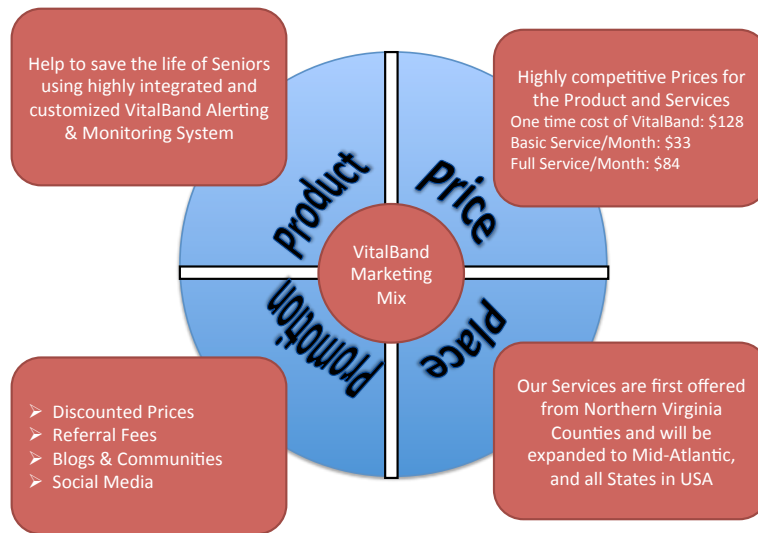 Help to save the life of Seniors
using highly integrated and
customized VitalBand Alerting
& Monitoring System
Highly competitive Prices for
the Product and Services
One time cost of VitalBand: $128
Basic Service/Month: $33
Full Service/Month: $84
Product
Price
VitalBand
Marketing
Mix
Promotion
Place
➢ Discounted Prices
➢ Referral Fees
➢ Blogs & Communities
➢ Social Media
Our Services are first offered
from Northern Virginia
Counties and will be
expanded to Mid-Atlantic,
and all States in USA